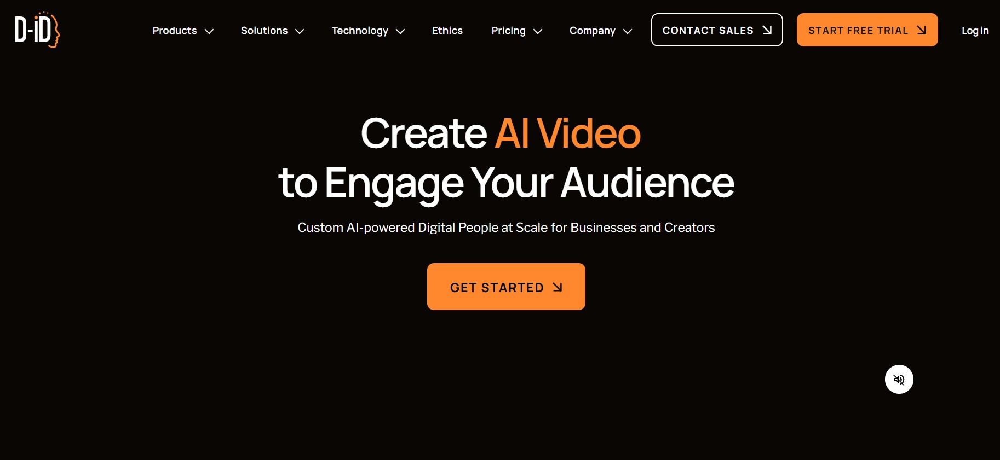 D-iD
Products
Solutions
Technology
Ethics
Pricing
Company
CONTACT SALES
START FREE TRIAL
Log in
Create AI Video
to Engage Your Audience
Custom AI-powered Digital People at Scale for Businesses and Creators
GET STARTED